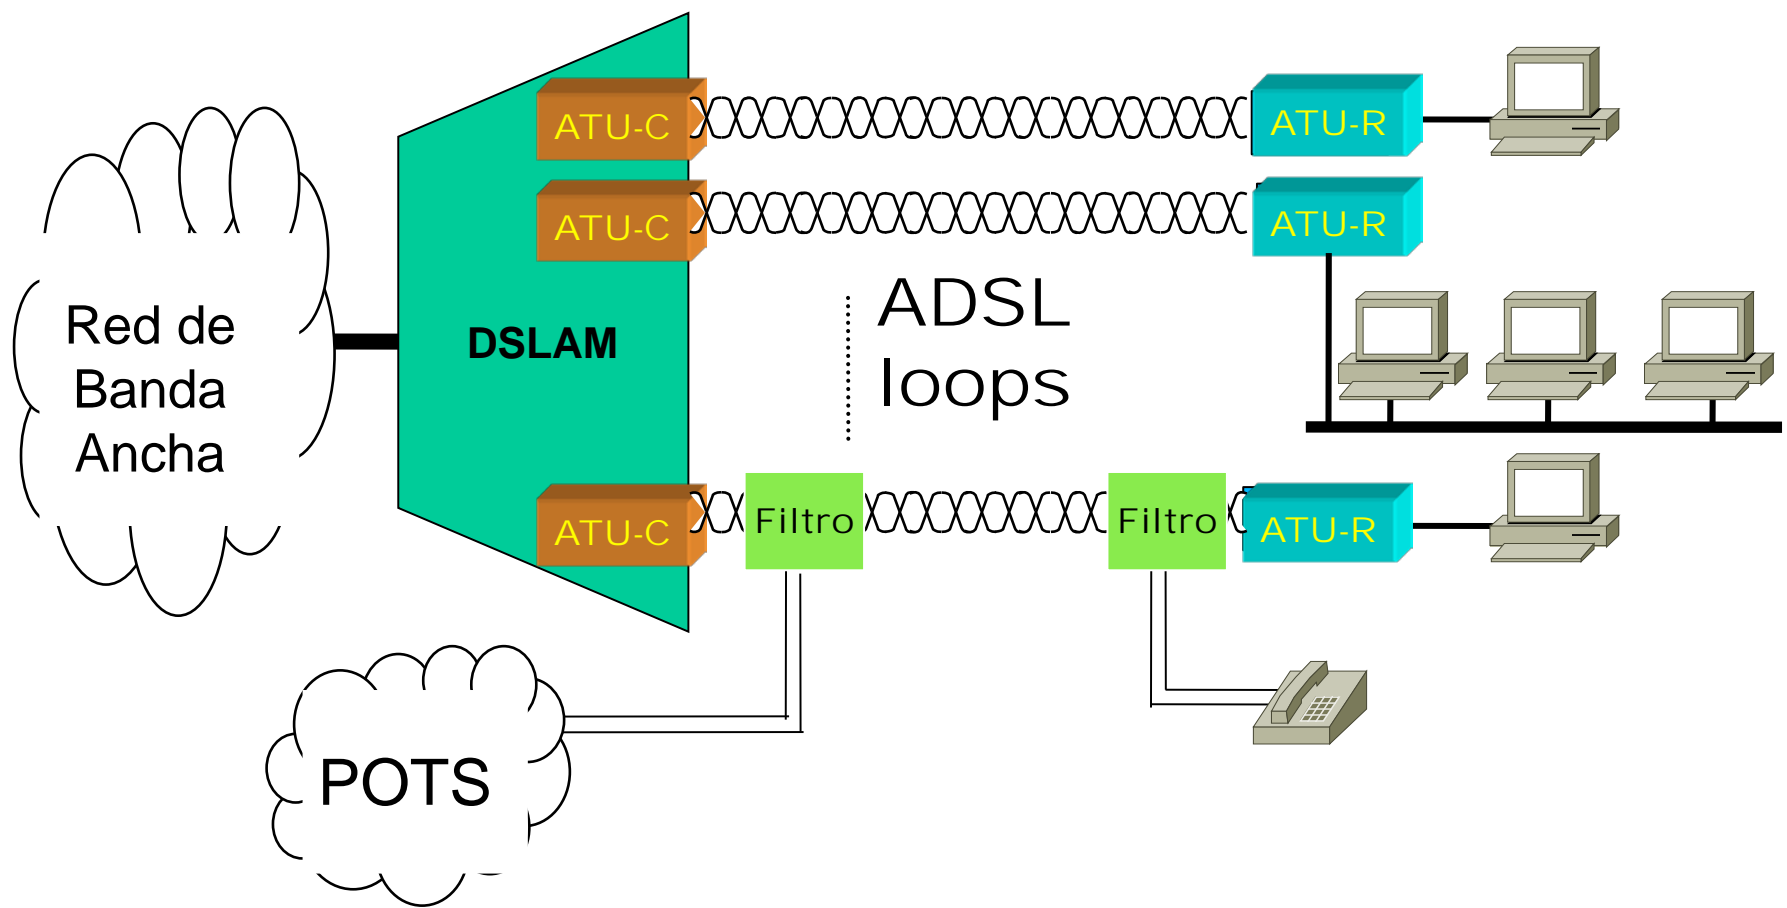 ATU-C
ATU-R
ATU-C
ATU-R
Red de
Banda
Ancha
DSLAM
ADSL
loops
ATU-C
Filtro
Filtro
ATU-R
POTS